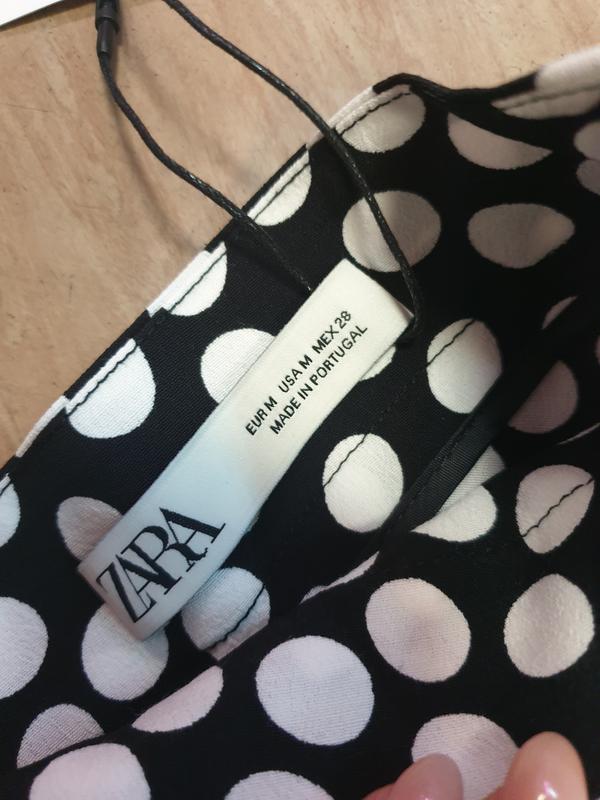 EUR M USA M MEX 28
MADE IN PORTUGAL
ZARA